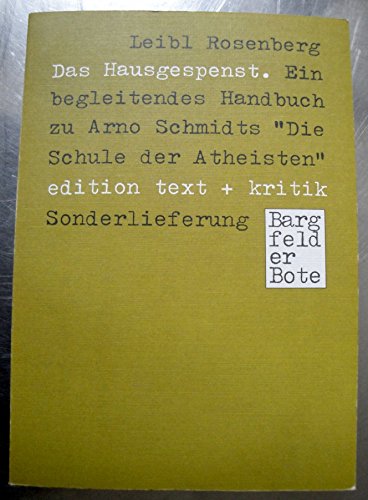 Leibl Rosenberg
Das Hausgespenst. Ein
begleitendes Handbuch
zu Arno Schmidts "Die
Schule der Atheisten"
edition text + kritik
Sonderlieferung
Barg
feld
er
Bote